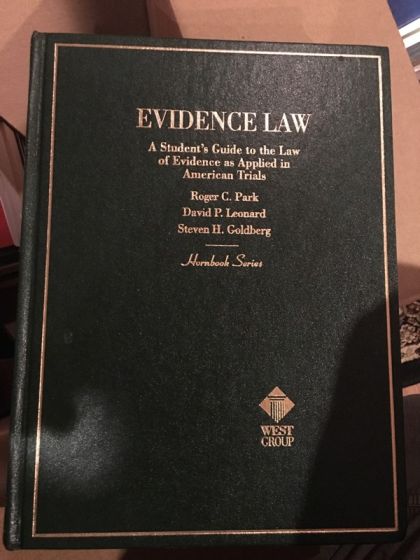 EVIDENCE LAW
A Student's Guide to the Law
of Evidence as Applied in
American Trials
Roger C. Park
David P. Leonard
Steven H. Goldberg
Hornbook Series
WEST
GROUP